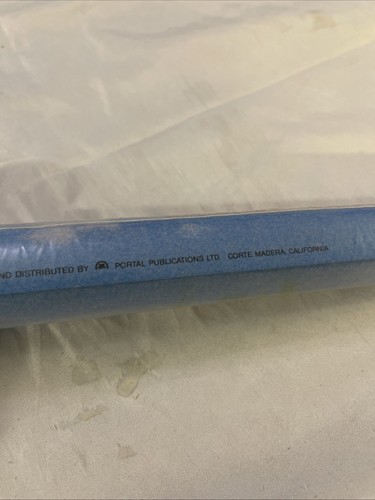 ND DISTRIBUTED BY PORTAL PUBLICATIONS LTD. CORTE MADERA, CALIFORNIA